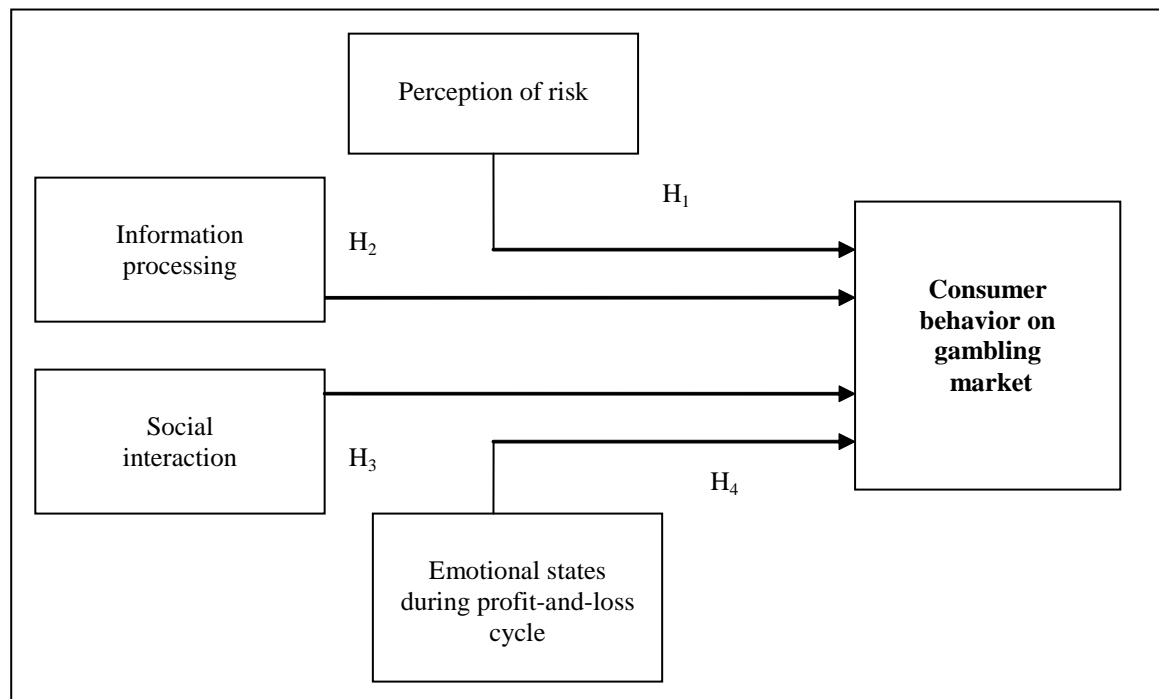 Perception of risk
H₁
Information
processing
H₂
Consumer
behavior on
gambling
market
Social
interaction
H₃
H₄
Emotional states
during profit-and-loss
cycle